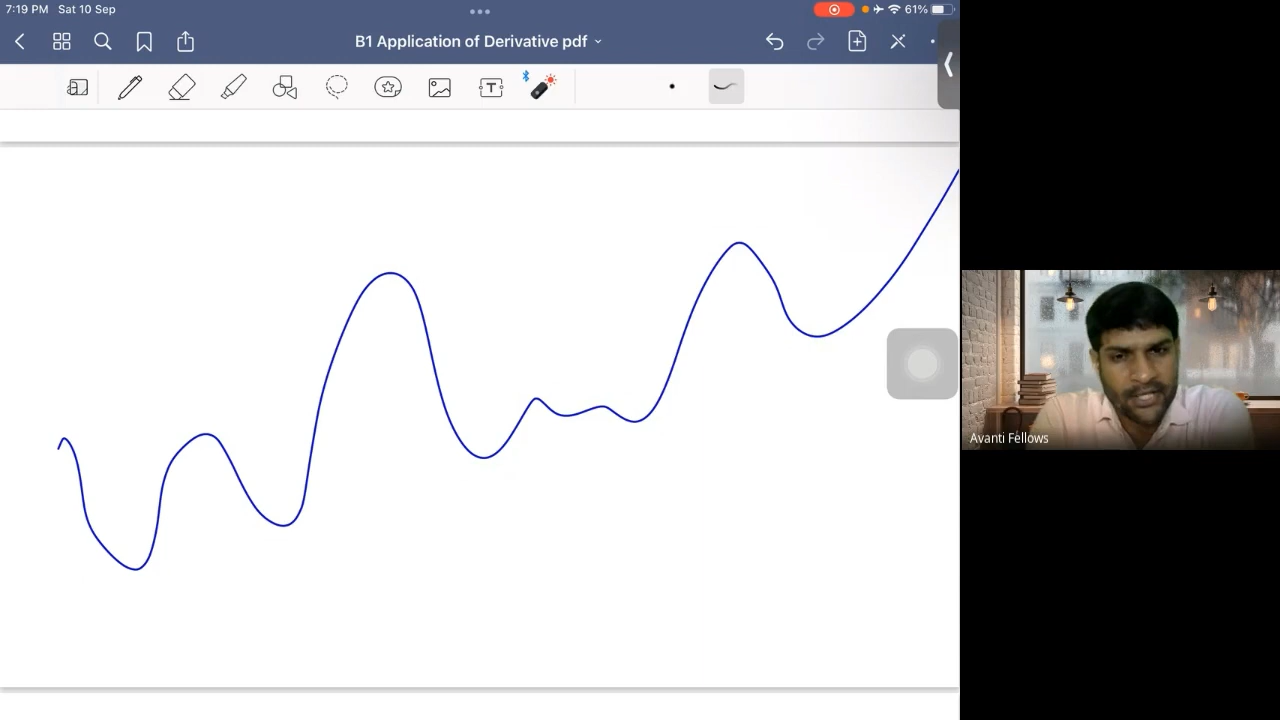 7:19 PM Sat 10 Sep
61%
B1 Application of Derivative pdf
T
Avanti Fellows